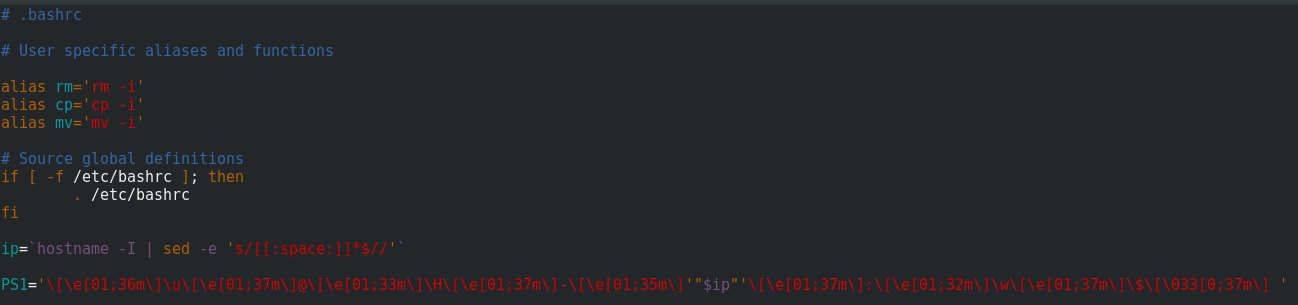 # .bashrc
# User specific aliases and functions
alias rm='rm -i'
alias cp='cp -i'
alias mv='mv -i'
# Source global definitions
if [ -f /etc/bashrc ]; then
        . /etc/bashrc
fi
ip=`hostname -I | sed -e 's/[[:space:]]*$//'`
PS1='\[\e[01;36m\]\u\[\e[01;37m\]@\[\e[01;33m\]\H\[\e[01;37m\]-\[\e[01;35m\]'"$ip"'\[\e[01;37m\]:\[\e[01;32m\]\w\[\e[01;37m\]\$\[\033[0;37m\] '